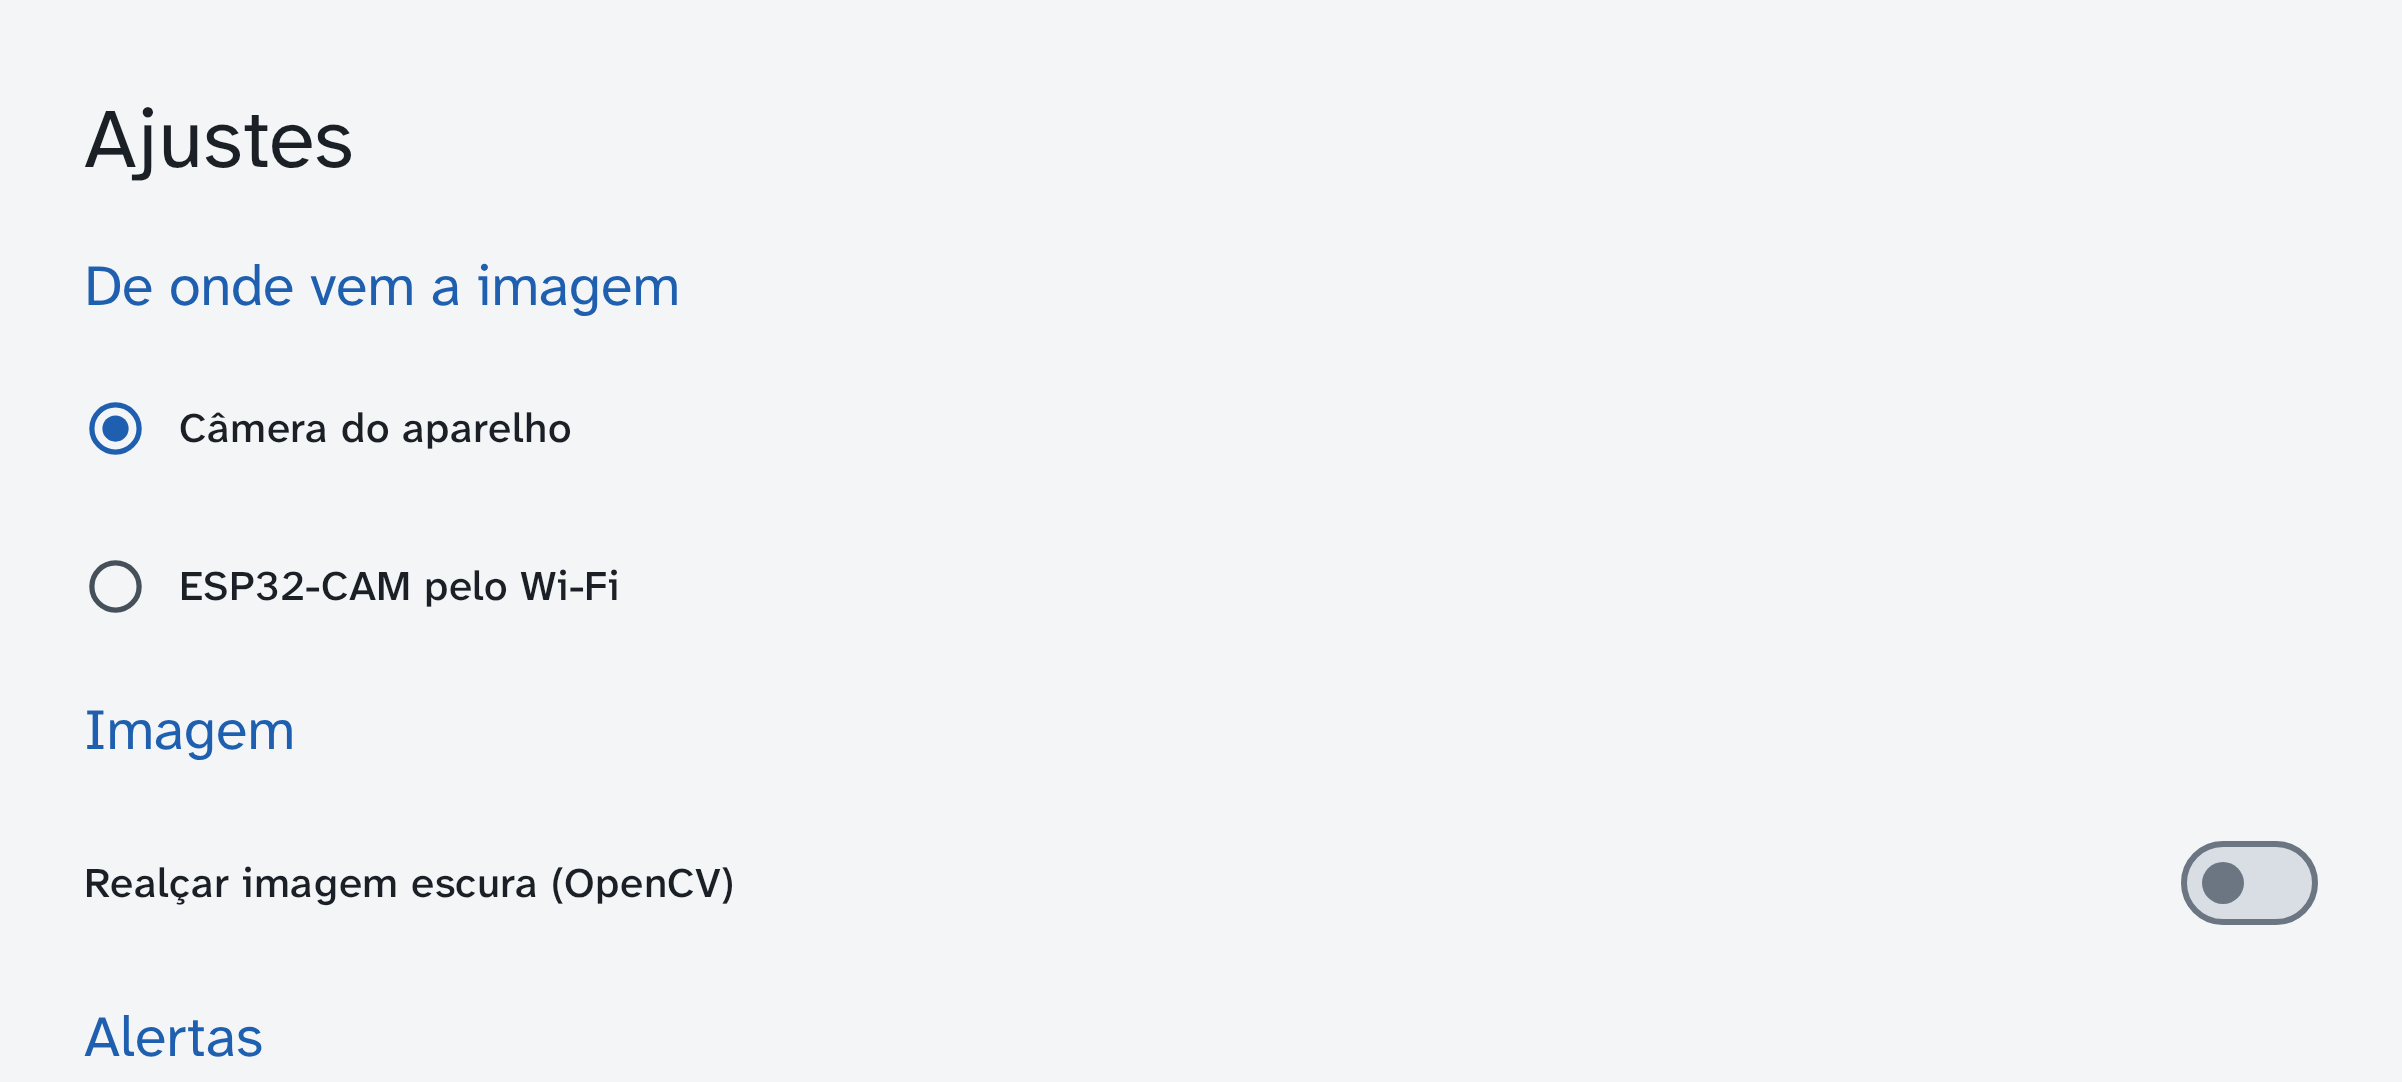 Ajustes
De onde vem a imagem
Câmera do aparelho
ESP32-CAM pelo Wi-Fi
Imagem
Realçar imagem escura (OpenCV)
Alertas